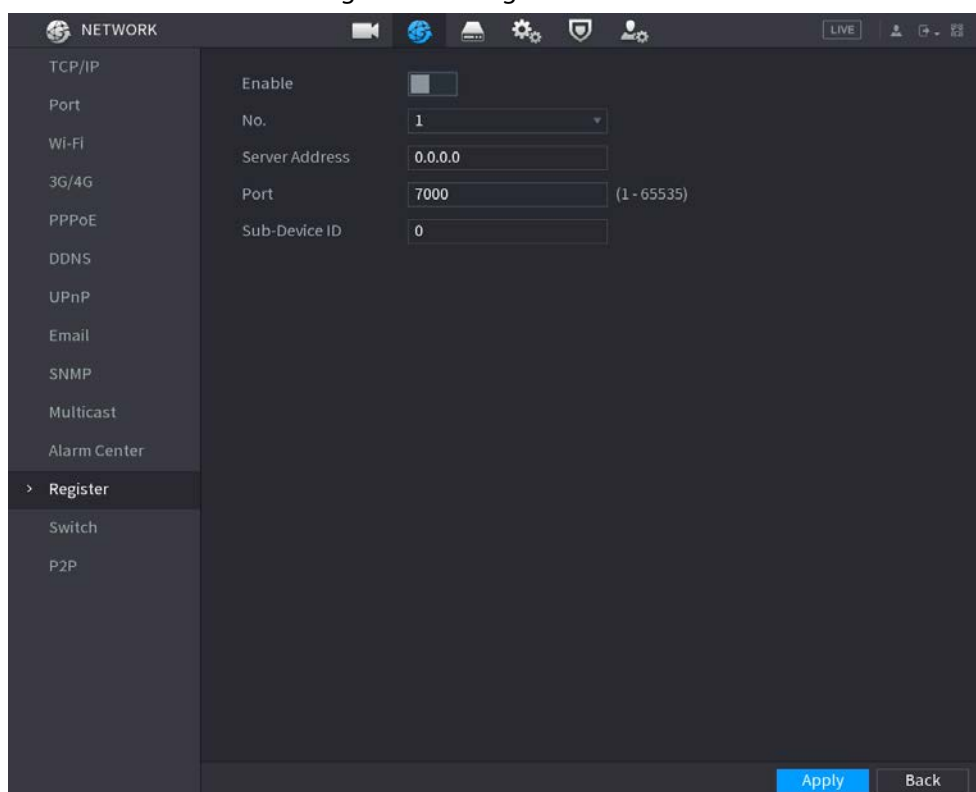 NETWORK
LIVE
TCP/IP
Port
Wi-Fi
3G/4G
PPPoE
DDNS
UPnP
Email
SNMP
Multicast
Alarm Center
> Register
Switch
P2P
Enable
No. 1
Server Address 0.0.0.0
Port 7000 (1 - 65535)
Sub-Device ID 0
Apply Back